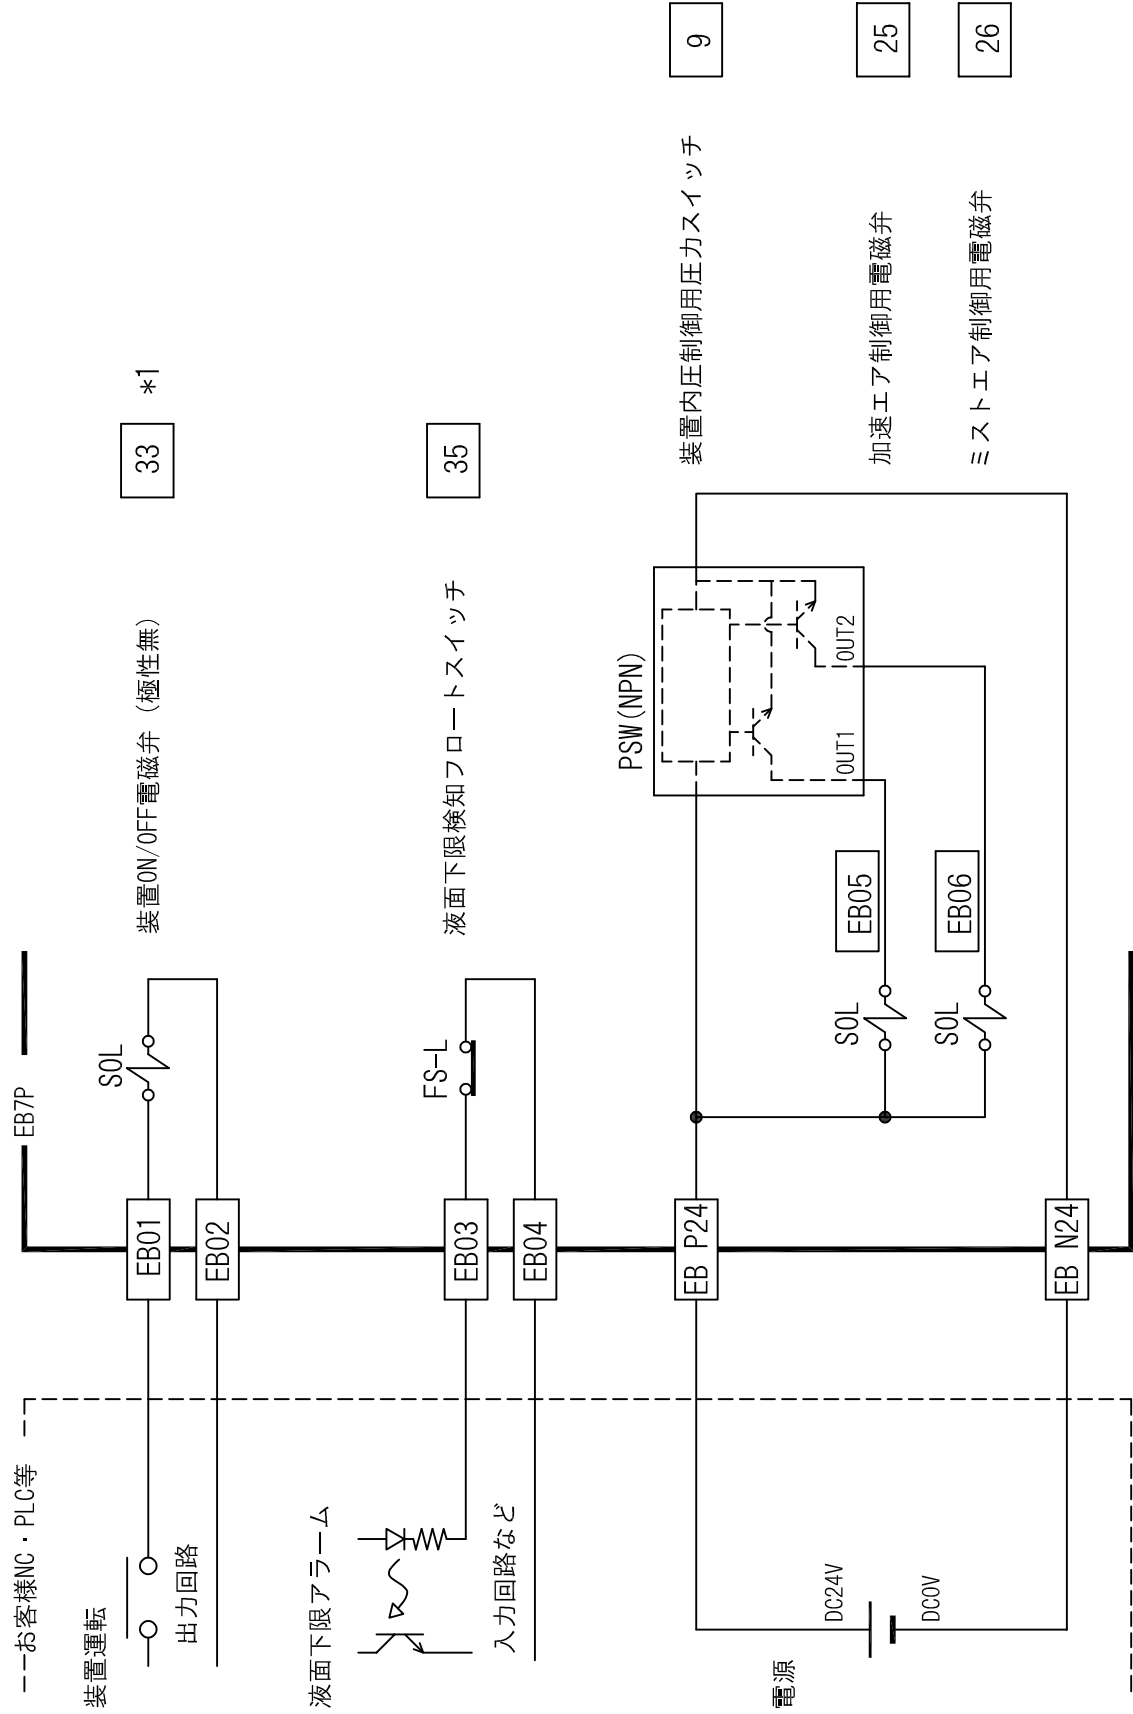 お客様NC・PLC等
EB7P
装置運転
出力回路
EB01
EB02
SOL
装置ON/OFF電磁弁 (極性無)
33
*1
液面下限アラーム
入力回路など
EB03
EB04
FS-L
液面下限検知フロートスイッチ
35
電源
DC24V
DC0V
EB P24
EB N24
PSW(NPN)
OUT1
OUT2
装置内圧制御用圧力スイッチ
9
SOL
EB05
加速エア制御用電磁弁
25
SOL
EB06
ミストエア制御用電磁弁
26